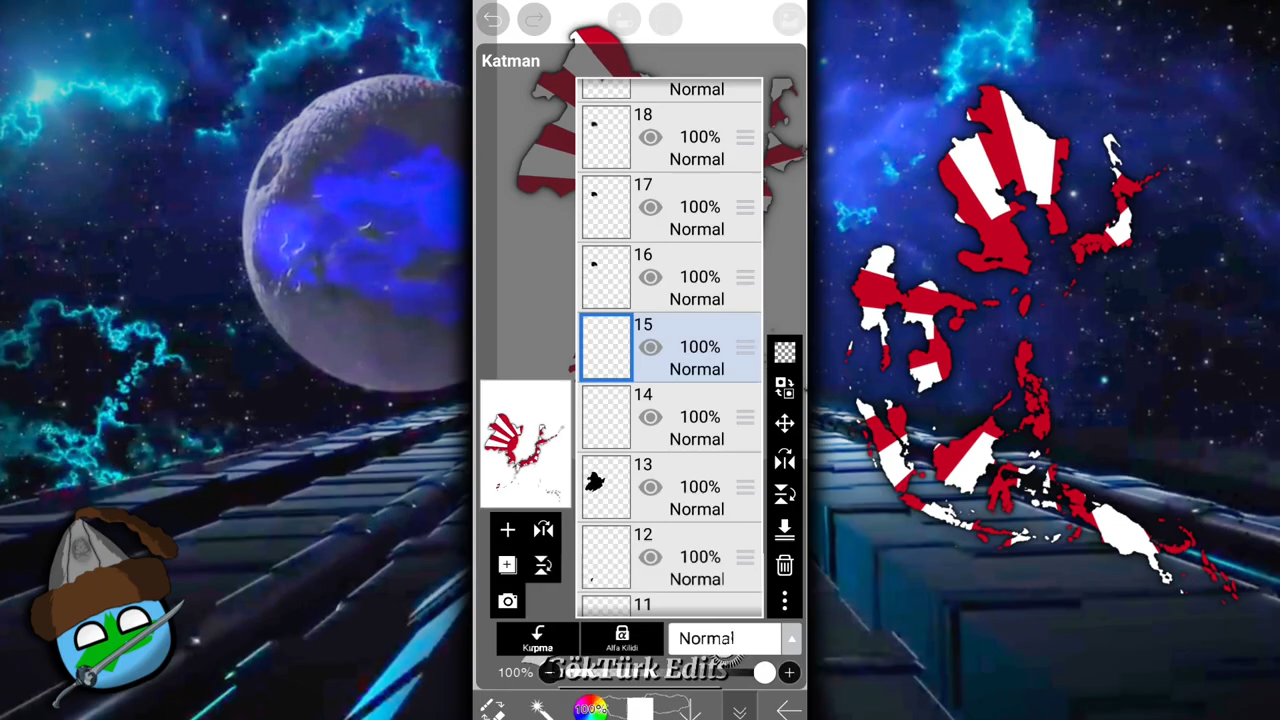 Katman
Normal
18
100%
Normal
17
100%
Normal
16
100%
Normal
15
100%
Normal
14
100%
Normal
13
100%
Normal
12
100%
Normal
11
Kırpma
Alfa Kilidi
Normal
100%
GökTürk Edits
100%